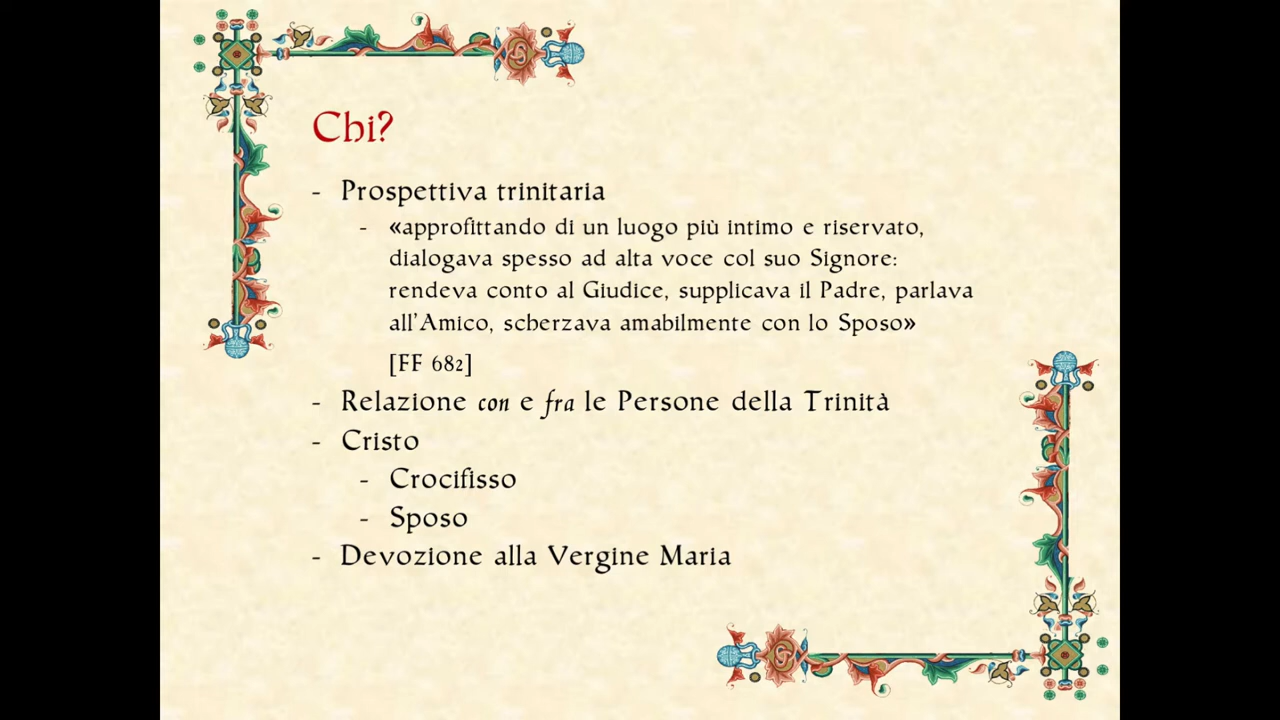 Chi?
- Prospettiva trinitaria
- «approfittando di un luogo più intimo e riservato,
dialogava spesso ad alta voce col suo Signore:
rendeva conto al Giudice, supplicava il Padre, parlava
all'Amico, scherzava amabilmente con lo Sposo»
[FF 682]
- Relazione con e fra le Persone della Trinità
- Cristo
- Crocifisso
- Sposo
- Devozione alla Vergine Maria